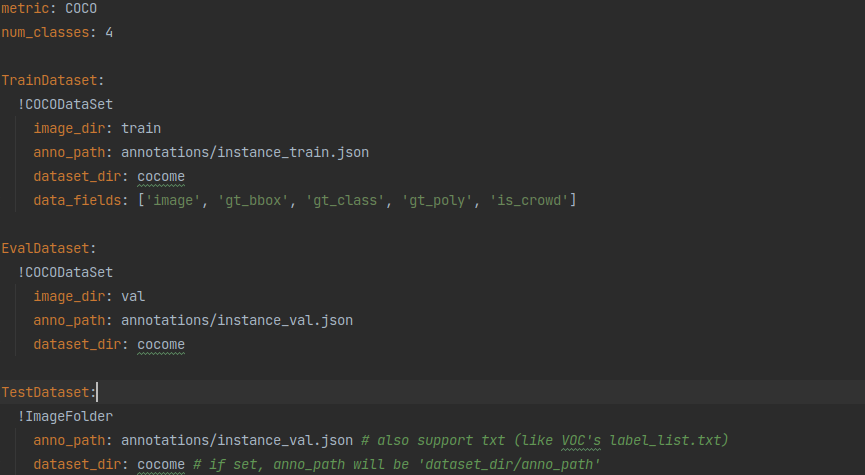 metric: COCO
num_classes: 4
TrainDataset:
!COCODataSet
image_dir: train
anno_path: annotations/instance_train.json
dataset_dir: cocome
data_fields: ['image', 'gt_bbox', 'gt_class', 'gt_poly', 'is_crowd']
EvalDataset:
!COCODataSet
image_dir: val
anno_path: annotations/instance_val.json
dataset_dir: cocome
TestDataset:
!ImageFolder
anno_path: annotations/instance_val.json # also support txt (like VOC's label_list.txt)
dataset_dir: cocome # if set, anno_path will be 'dataset_dir/anno_path'